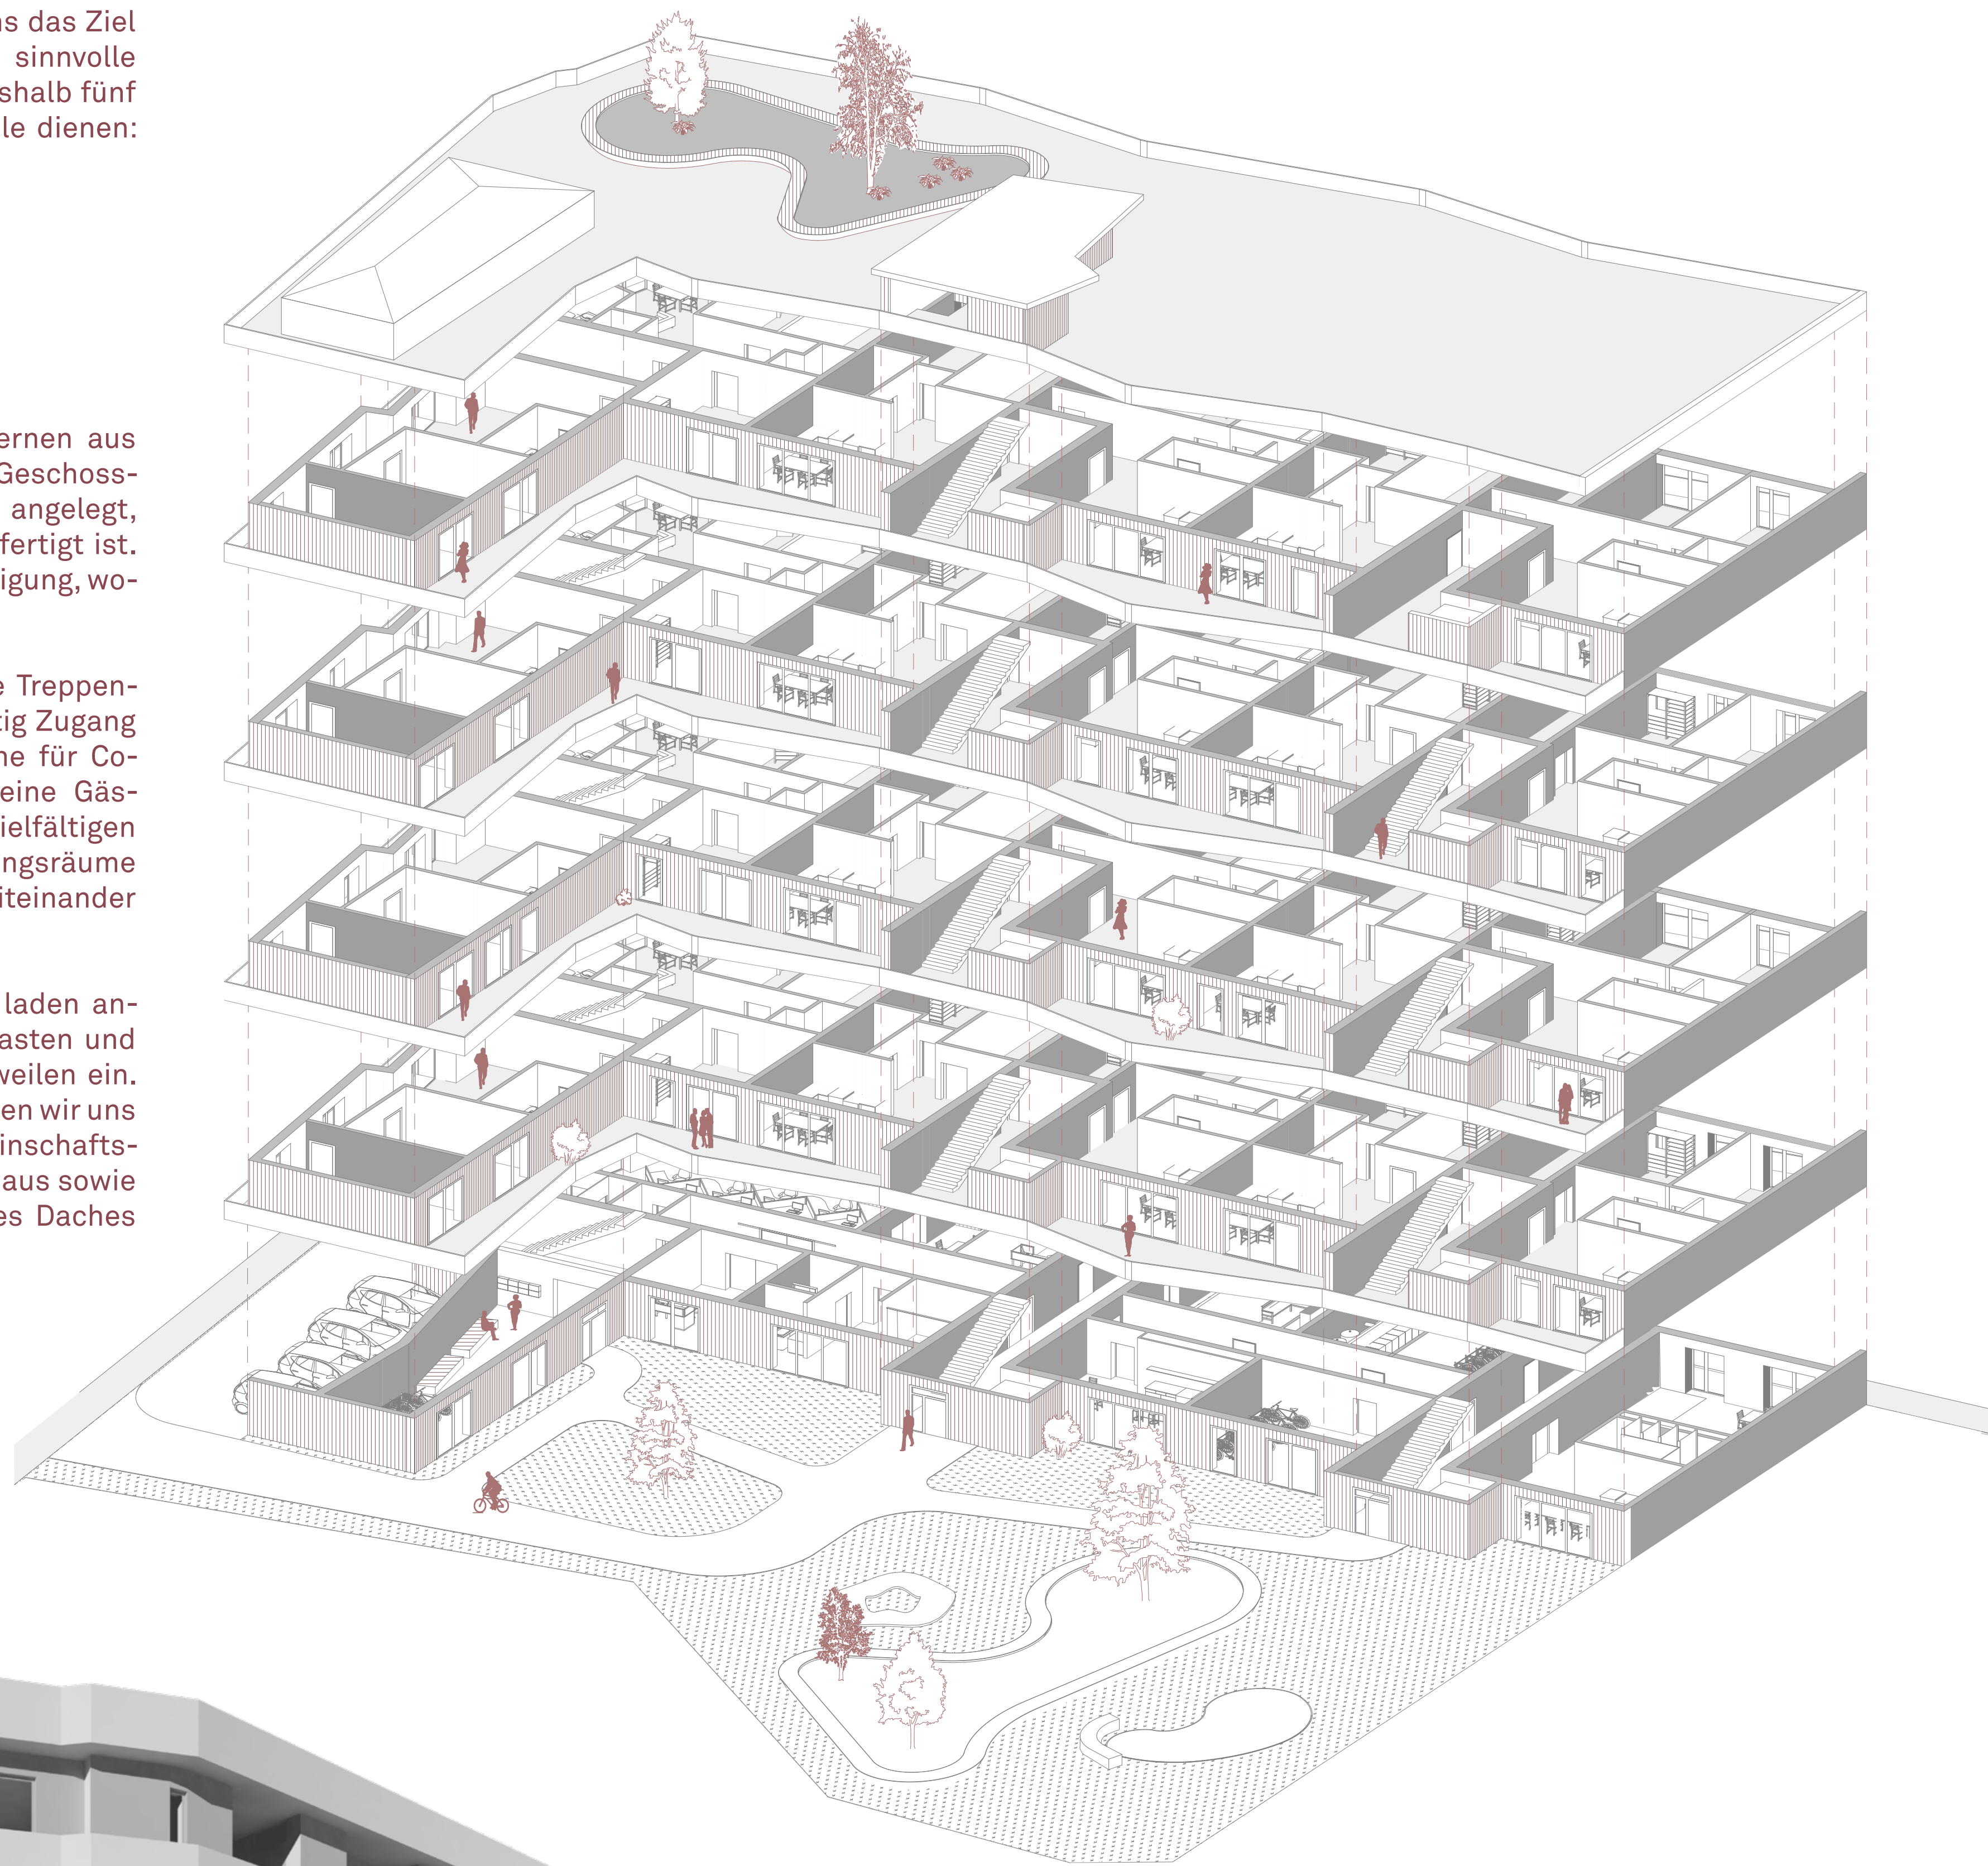 ns das Ziel
sinnvolle
shalb fünf
le dienen:
ernen aus
Geschoss-
angelegt,
fertigt ist.
igung, wo-
e Treppen-
tig Zugang
ne für Co-
eine Gäs-
ielfältigen
ngsräume
iteinander
laden an-
asten und
weilen ein.
en wir uns
inschafts-
aus sowie
es Daches